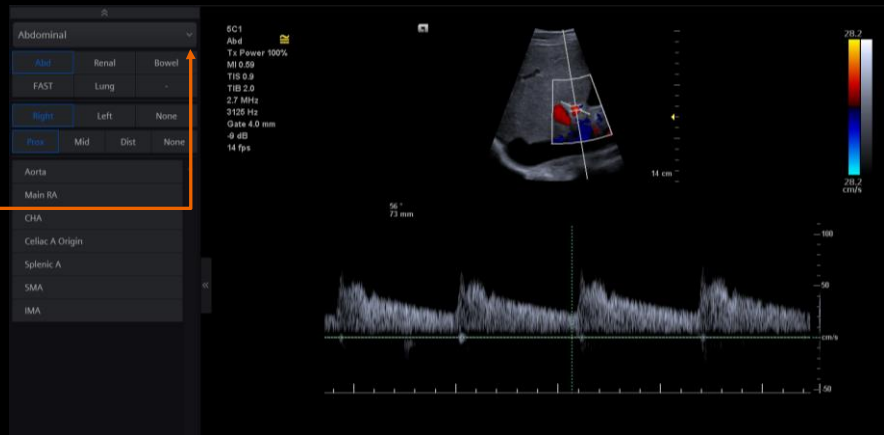 Abdominal
Abd Renal Bowel
FAST Lung -
Right Left None
Prox Mid Dist None
Aorta
Main RA
CHA
Celiac A Origin
Splenic A
SMA
IMA
«
5C1
Abd
Tx Power 100%
MI 0.59
TIS 0.9
TIB 2.0
2.7 MHz
3125 Hz
Gate 4.0 mm
-9 dB
14 fps
S
14 cm
28.2
28.2
cm/s
56 °
73 mm
100
50
cm/s
-50